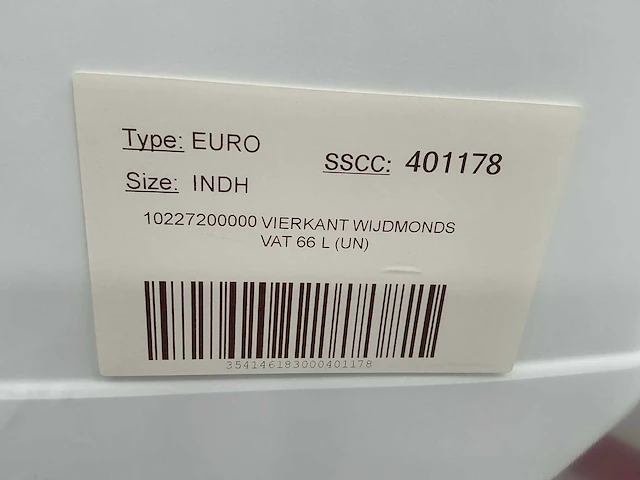 Type: EURO
SSCC: 401178
Size: INDH
10227200000 VIERKANT WIJDMONDS
VAT 66 L (UN)
354146183000401178